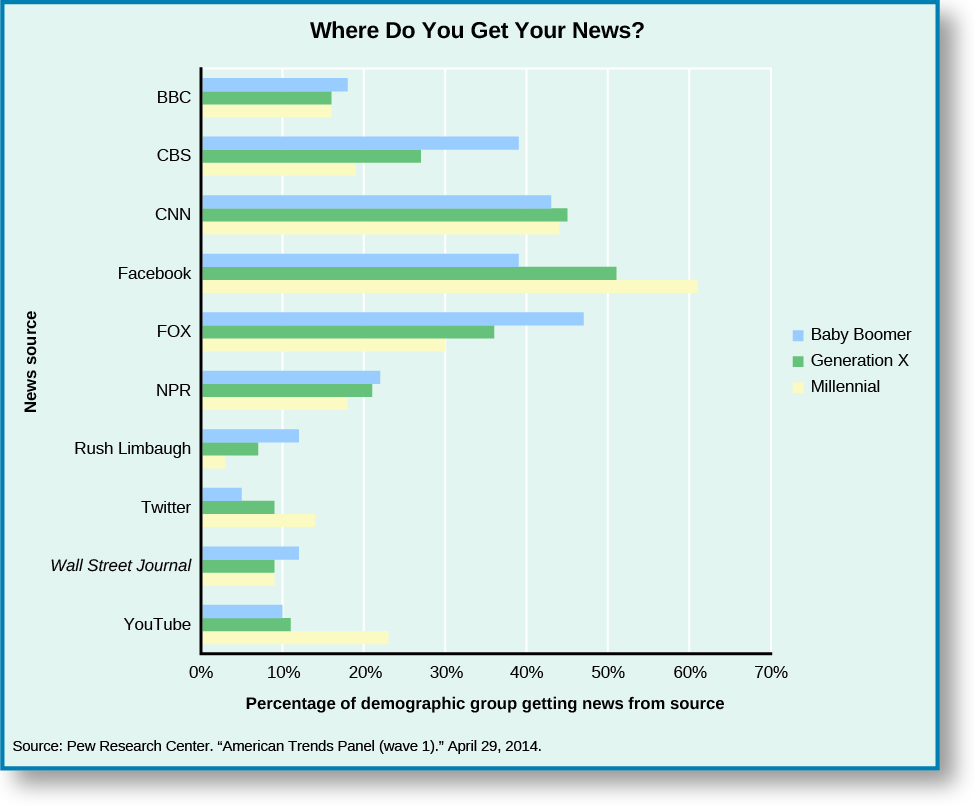 Where Do You Get Your News?
News source
BBC
CBS
CNN
Facebook
FOX
NPR
Rush Limbaugh
Twitter
Wall Street Journal
YouTube
0% 10% 20% 30% 40% 50% 60% 70%
Percentage of demographic group getting news from source
Baby Boomer
Generation X
Millennial
Source: Pew Research Center. “American Trends Panel (wave 1).” April 29, 2014.